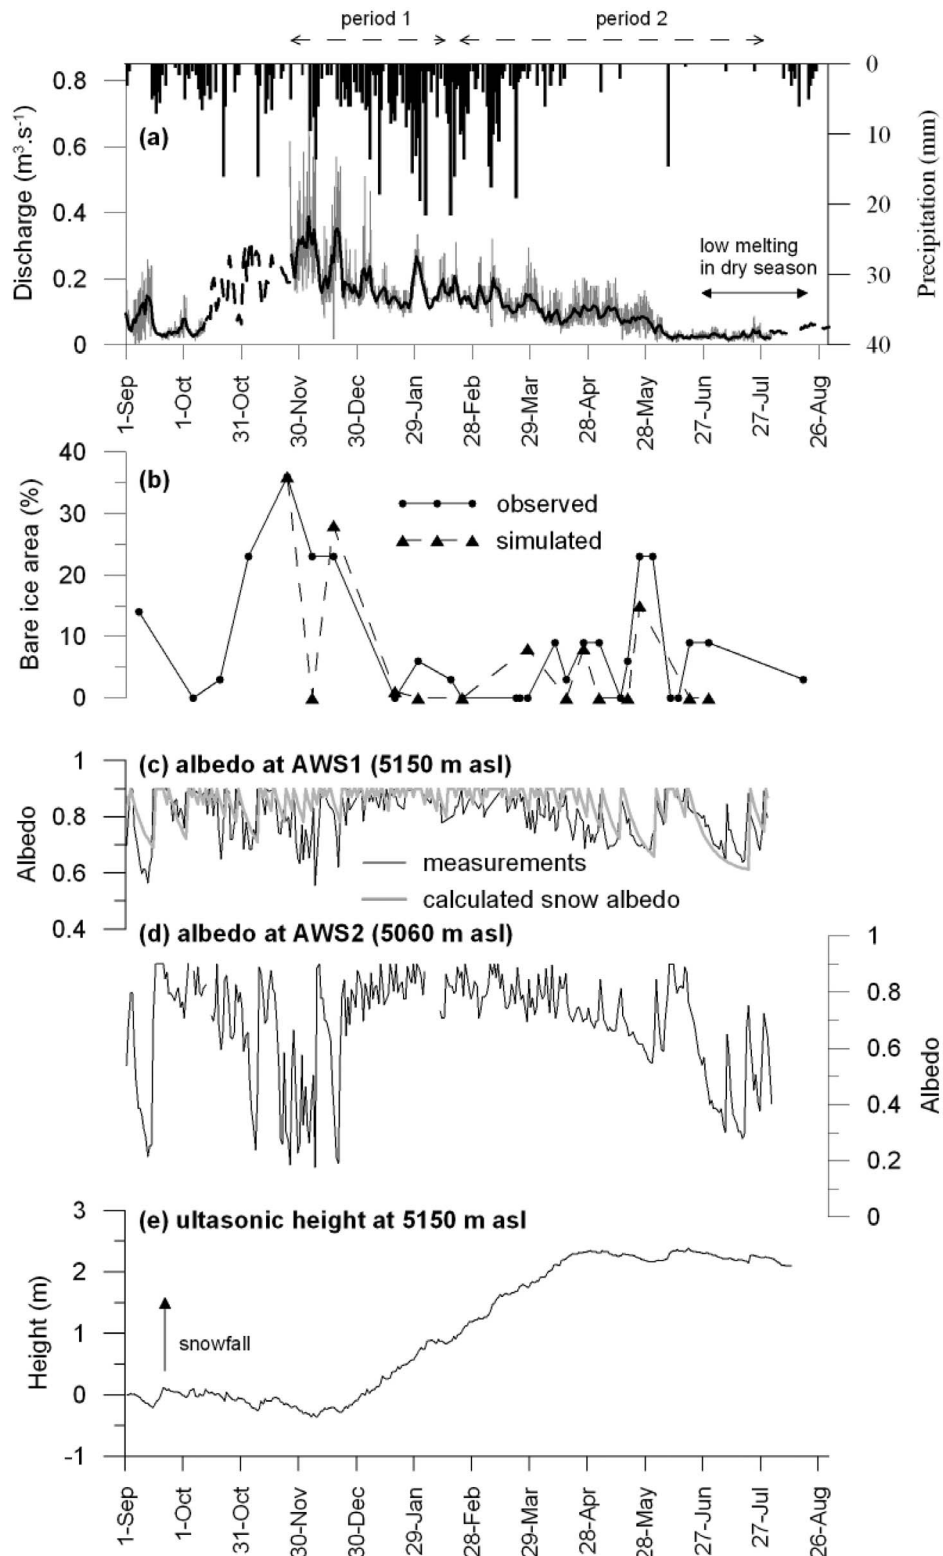 period 1
period 2
0.8
0.6
0.4
0.2
0
Discharge (m³.s⁻¹)
(a)
0
10
20
30
40
Precipitation (mm)
low melting
in dry season
1-Sep
1-Oct
31-Oct
30-Nov
30-Dec
29-Jan
28-Feb
29-Mar
28-Apr
28-May
27-Jun
27-Jul
26-Aug
40
30
20
10
0
Bare ice area (%)
(b)
observed
simulated
1
0.8
0.6
0.4
Albedo
(c) albedo at AWS1 (5150 m asl)
measurements
calculated snow albedo
(d) albedo at AWS2 (5060 m asl)
1
0.8
0.6
0.4
0.2
0
Albedo
3
2
1
0
-1
Height (m)
(e) ultasonic height at 5150 m asl
snowfall
1-Sep
1-Oct
31-Oct
30-Nov
30-Dec
29-Jan
28-Feb
29-Mar
28-Apr
28-May
27-Jun
27-Jul
26-Aug